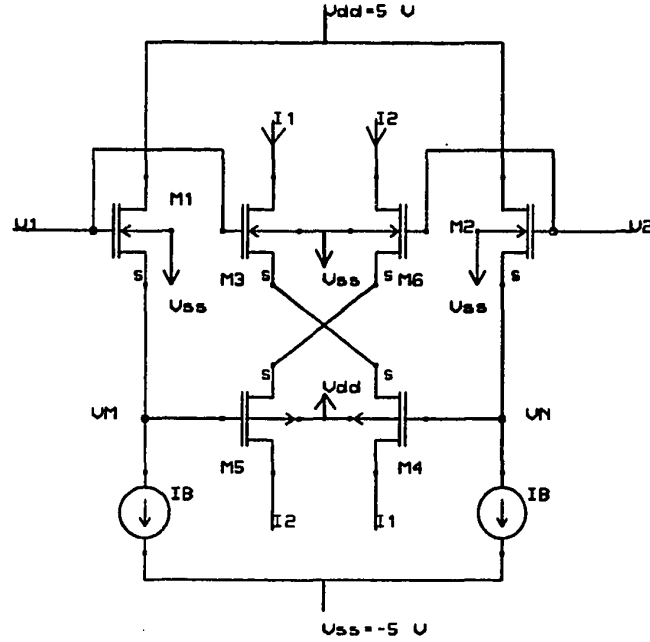 Vdd=5 V
I1 I2
M1 M2
V1 V2
S M3 Vss M6 S
Vss S S Vss
S Vdd S
VM VN
M5 M4
IB IB
I2 I1
Vss=-5 V